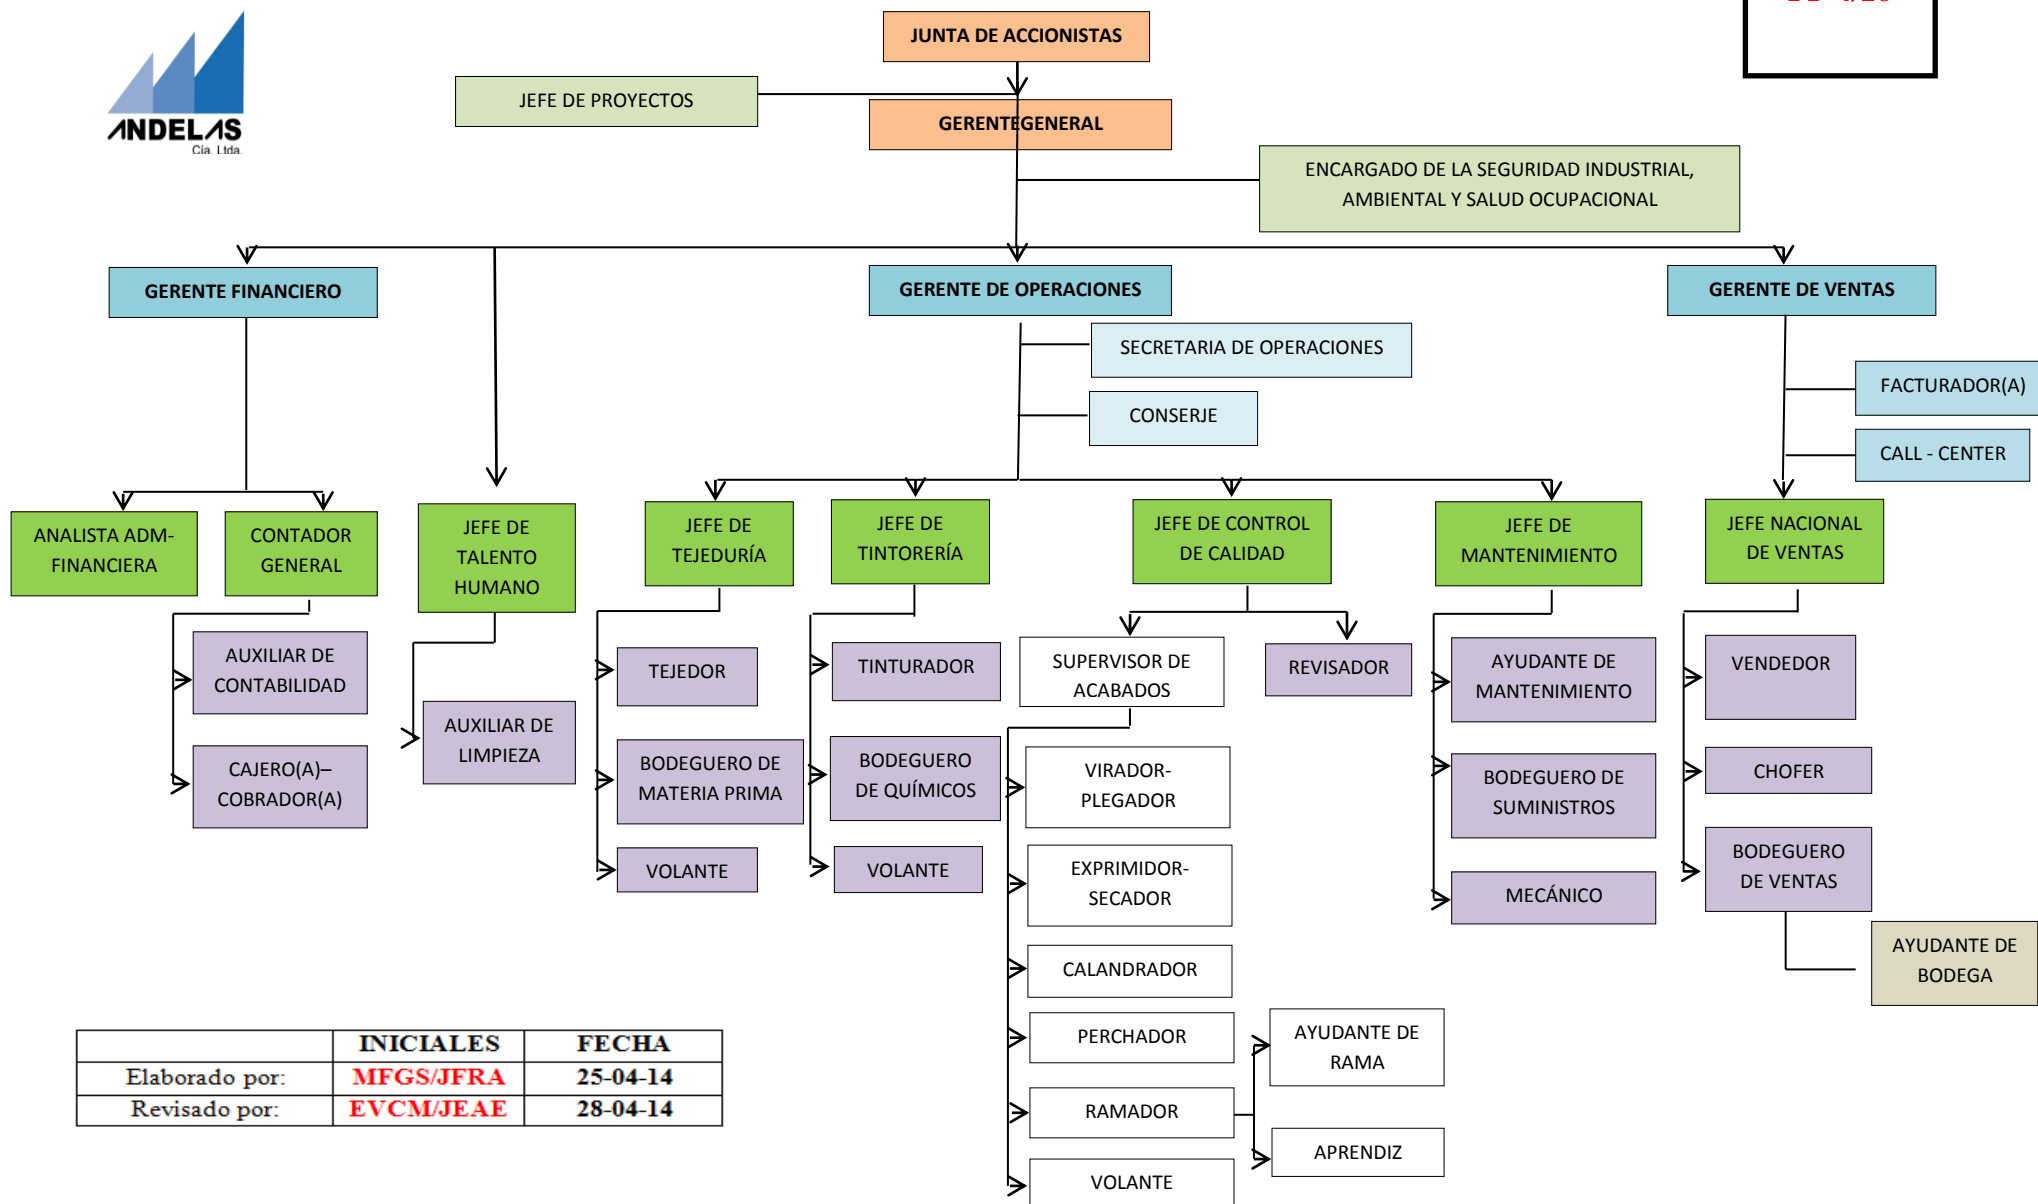 JUNTA DE ACCIONISTAS
ANDELAS
Cía. Ltda.
JEFE DE PROYECTOS
GERENTEGENERAL
ENCARGADO DE LA SEGURIDAD INDUSTRIAL,
AMBIENTAL Y SALUD OCUPACIONAL
GERENTE FINANCIERO
GERENTE DE OPERACIONES
GERENTE DE VENTAS
SECRETARIA DE OPERACIONES
CONSERJE
FACTURADOR(A)
CALL - CENTER
ANALISTA ADM-
FINANCIERA
CONTADOR
GENERAL
JEFE DE
TALENTO
HUMANO
JEFE DE
TEJEDURÍA
JEFE DE
TINTORERÍA
JEFE DE CONTROL
DE CALIDAD
JEFE DE
MANTENIMIENTO
JEFE NACIONAL
DE VENTAS
AUXILIAR DE
CONTABILIDAD
CAJERO(A)–
COBRADOR(A)
AUXILIAR DE
LIMPIEZA
TEJEDOR
BODEGUERO DE
MATERIA PRIMA
VOLANTE
TINTURADOR
BODEGUERO
DE QUÍMICOS
VOLANTE
SUPERVISOR DE
ACABADOS
REVISADOR
VIRADOR-
PLEGADOR
EXPRIMIDOR-
SECADOR
CALANDRADOR
PERCHADOR
RAMADOR
VOLANTE
AYUDANTE DE
RAMA
APRENDIZ
AYUDANTE DE
MANTENIMIENTO
BODEGUERO DE
SUMINISTROS
MECÁNICO
VENDEDOR
CHOFER
BODEGUERO
DE VENTAS
AYUDANTE DE
BODEGA
INICIALES FECHA
Elaborado por: MFGS/JFRA 25-04-14
Revisado por: EVCM/JEAE 28-04-14